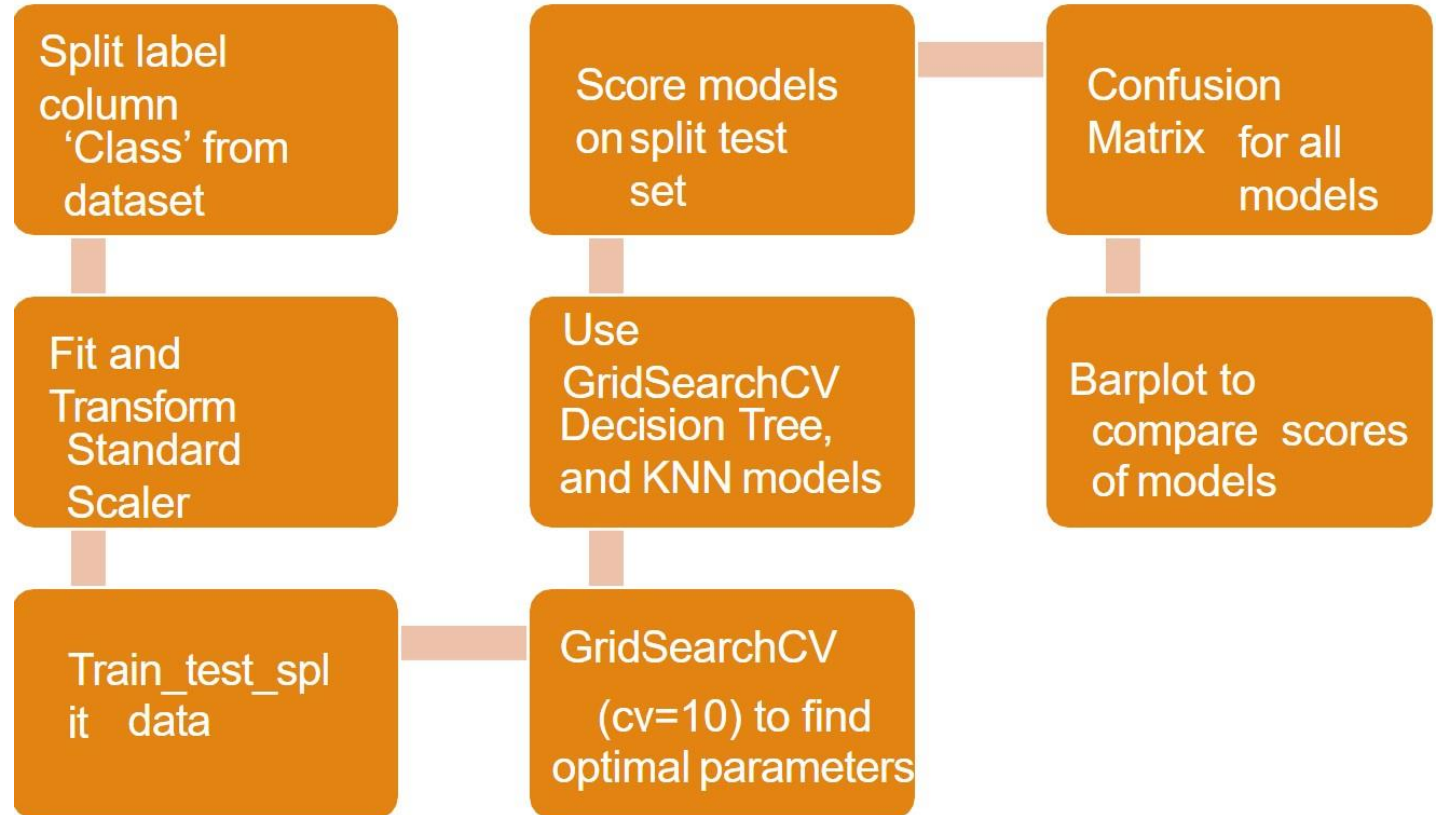 Split label
column
‘Class’ from
dataset
Fit and
Transform
Standard
Scaler
Train_test_spl
it data
GridSearchCV
(cv=10) to find
optimal parameters
Use
GridSearchCV
Decision Tree,
and KNN models
Score models
on split test
set
Confusion
Matrix for all
models
Barplot to
compare scores
of models